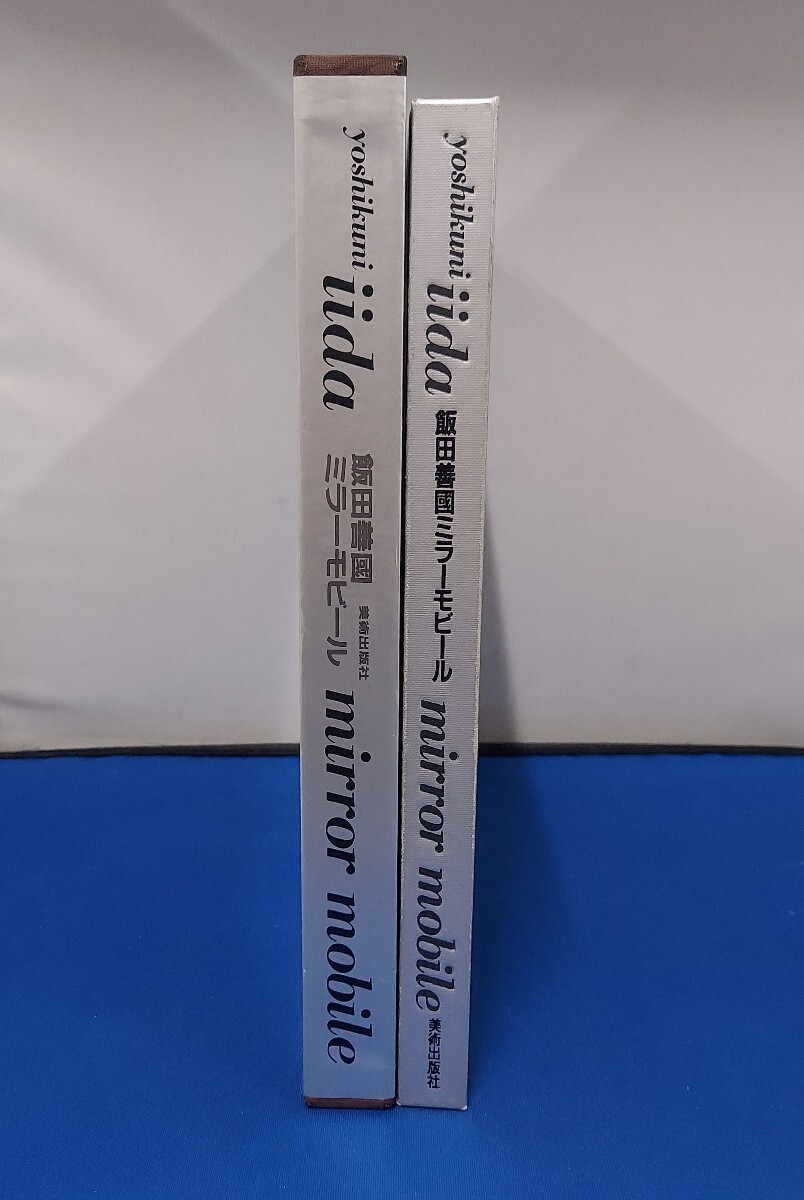 yoshikuni
iida
飯田善國
ミラーモビール
美術出版社
mirror mobile
yoshikuni
iida
飯田善國ミラーモビール
mirror mobile
美術出版社